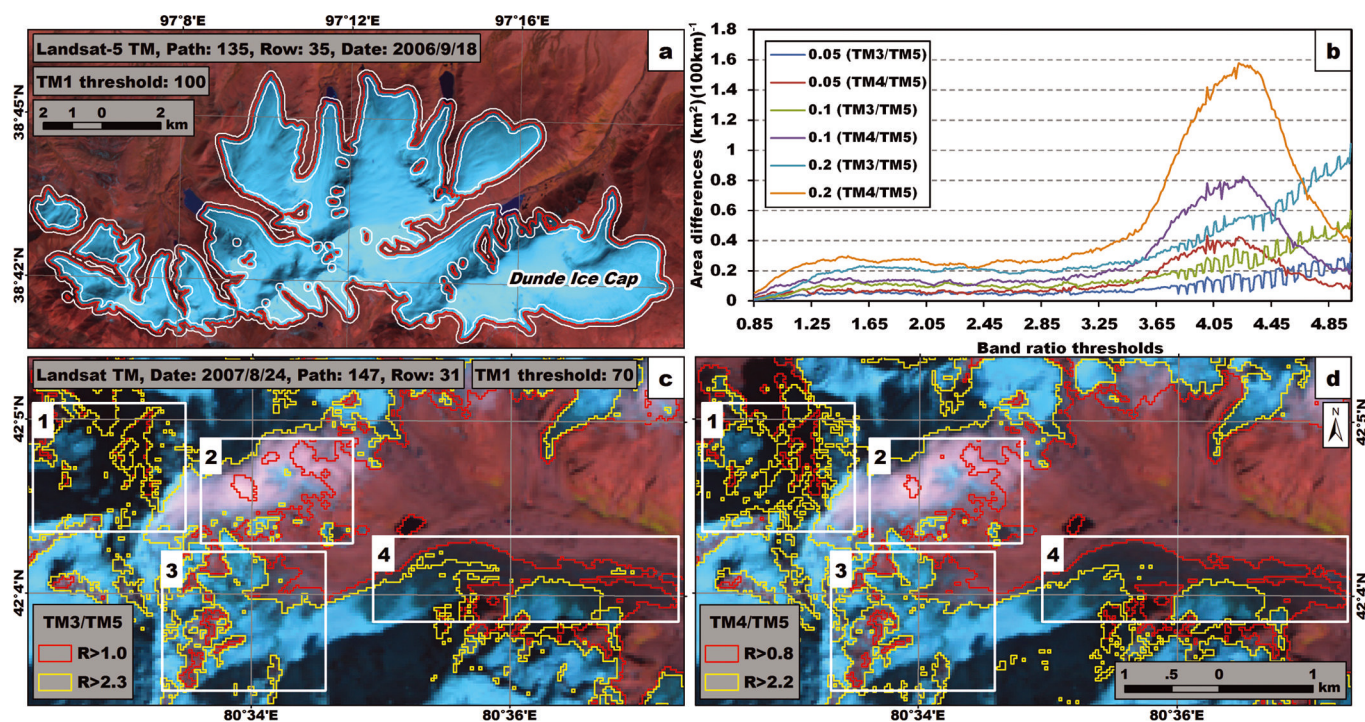 97°8'E
97°12'E
97°16'E
Landsat-5 TM, Path: 135, Row: 35, Date: 2006/9/18
a
TM1 threshold: 100
2 1 0 2
km
38°45'N
38°42'N
Dunde Ice Cap
b
Area differences (km²)(100km)⁻¹
1.8
1.6
1.4
1.2
1
0.8
0.6
0.4
0.2
0
0.05 (TM3/TM5)
0.05 (TM4/TM5)
0.1 (TM3/TM5)
0.1 (TM4/TM5)
0.2 (TM3/TM5)
0.2 (TM4/TM5)
0.85 1.25 1.65 2.05 2.45 2.85 3.25 3.65 4.05 4.45 4.85
Band ratio thresholds
Landsat TM, Date: 2007/8/24, Path: 147, Row: 31
TM1 threshold: 70
c
1
2
3
4
42°5'N
42°4'N
TM3/TM5
R>1.0
R>2.3
80°34'E
80°36'E
d
N
1
2
3
4
42°5'N
42°4'N
TM4/TM5
R>0.8
R>2.2
1 .5 0 1
km
80°34'E
80°36'E